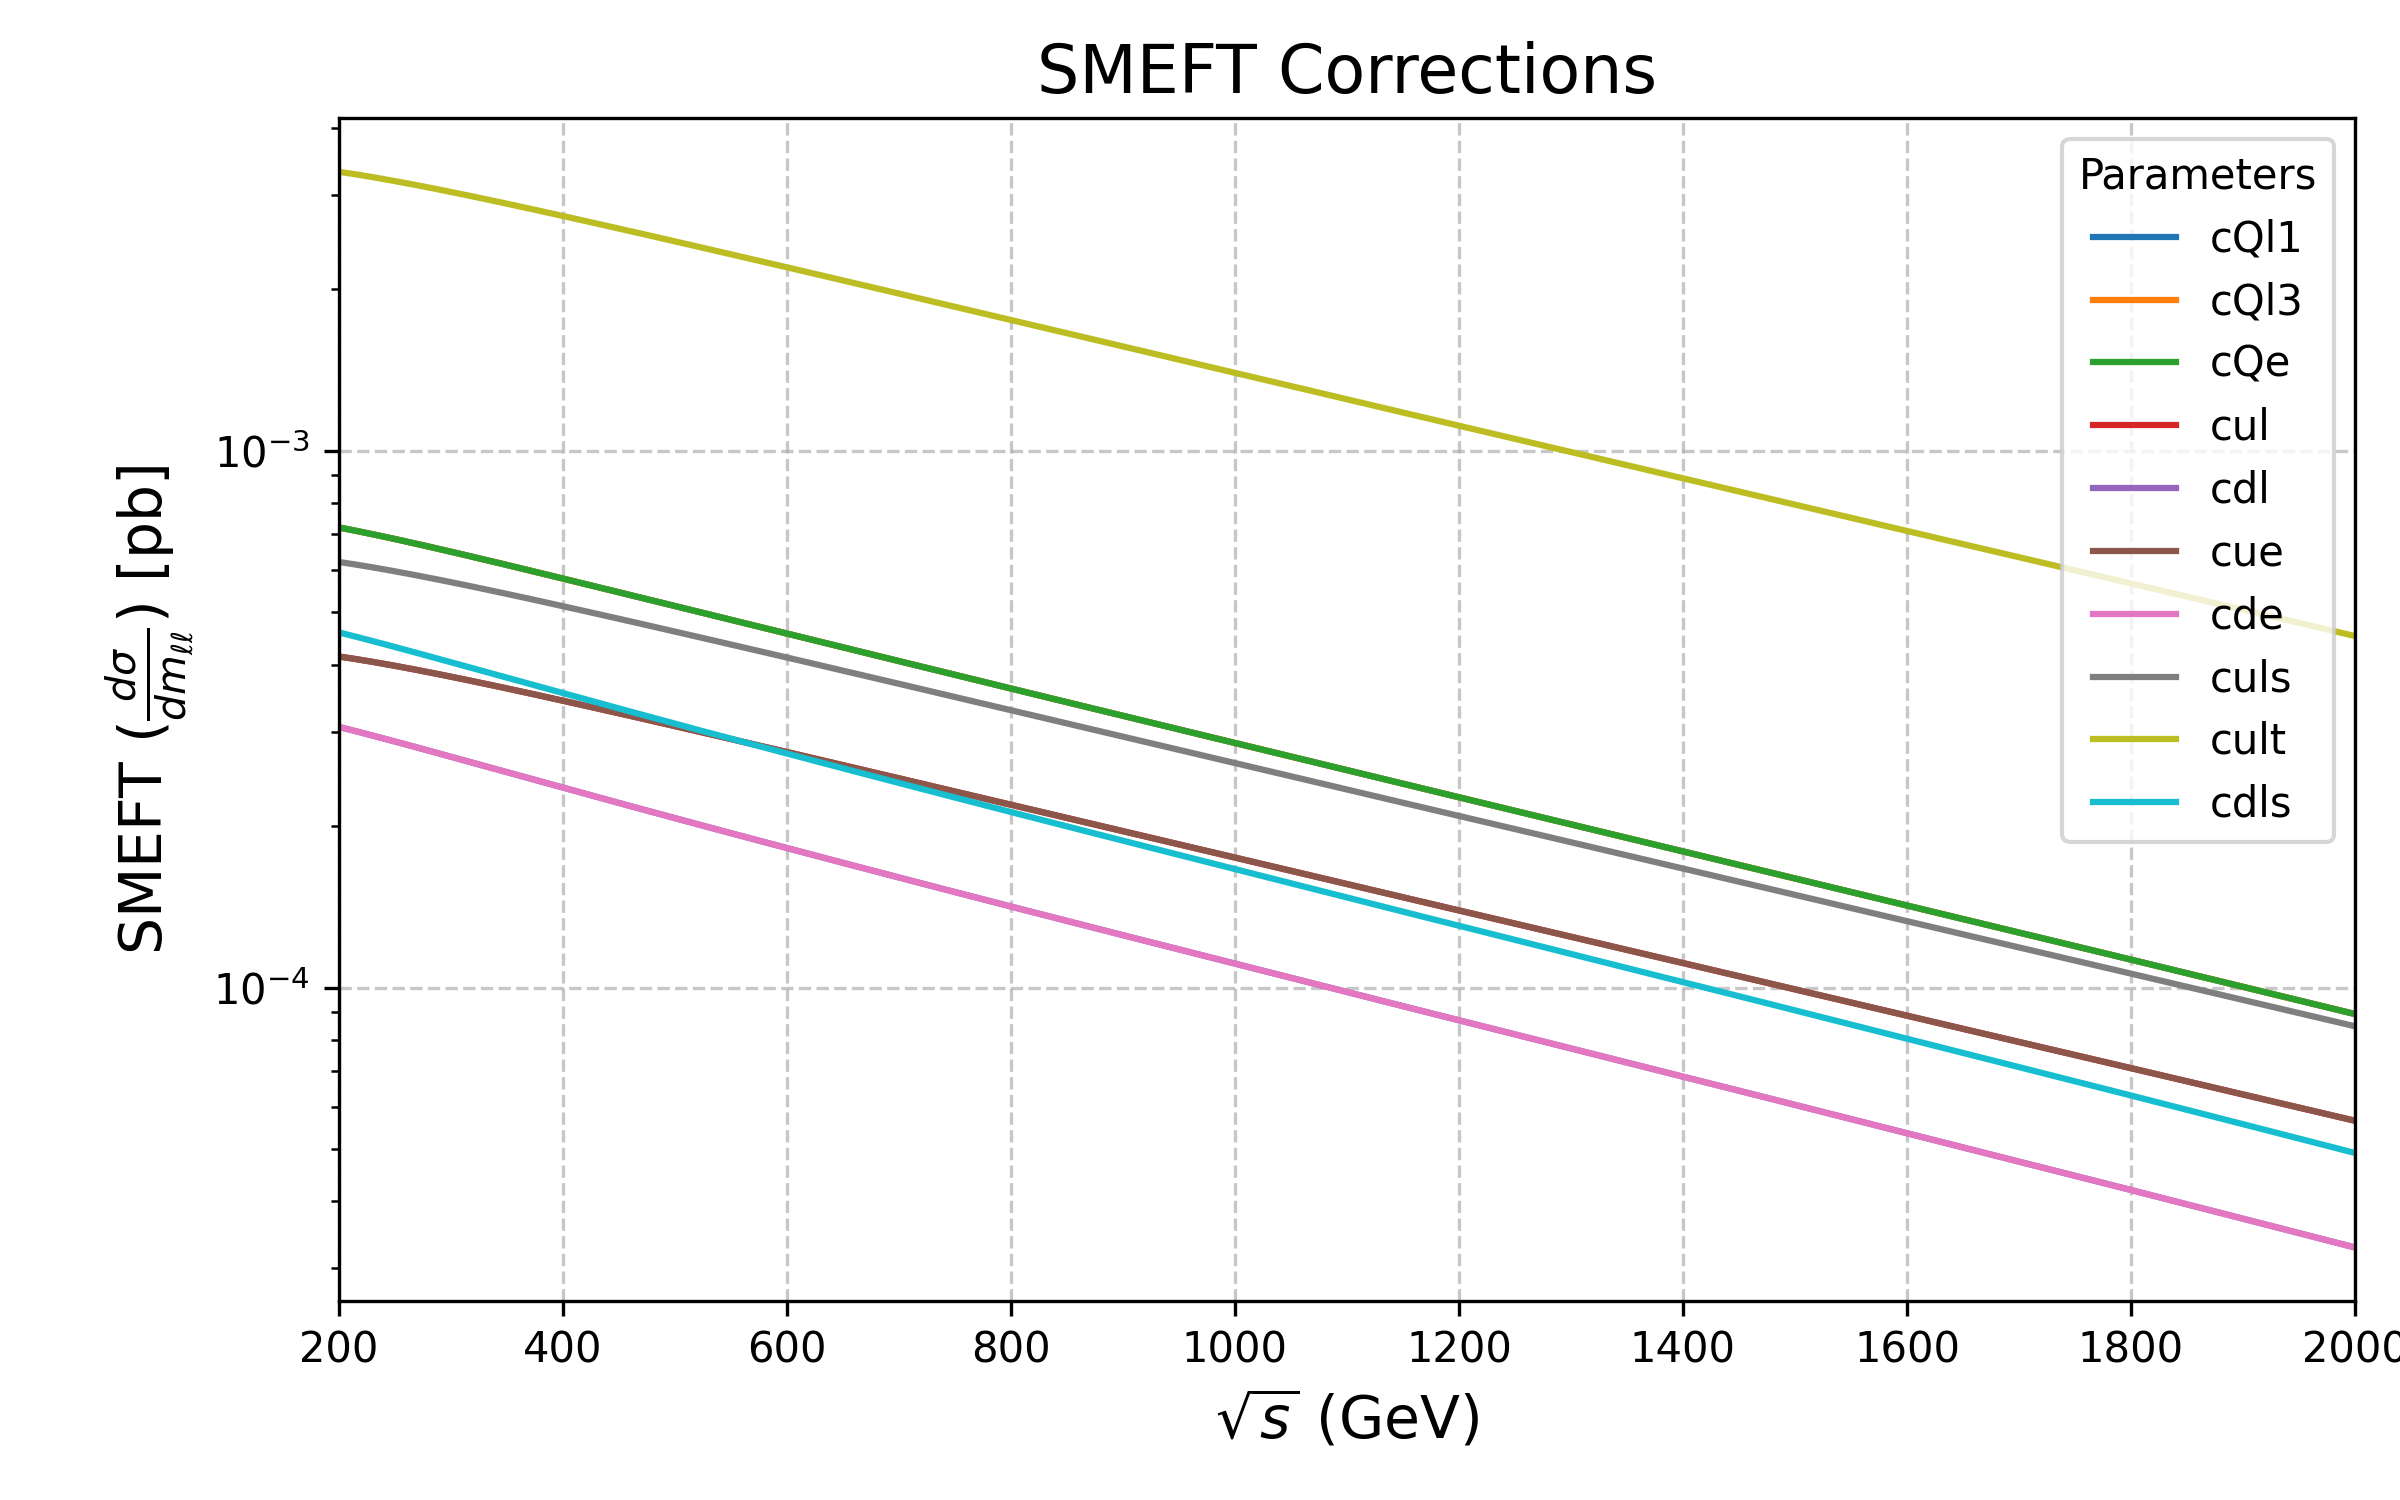 SMEFT Corrections
SMEFT (dσ/dm_ℓℓ) [pb]
10⁻³
10⁻⁴
200 400 600 800 1000 1200 1400 1600 1800 2000
√s (GeV)
Parameters
cQl1
cQl3
cQe
cul
cdl
cue
cde
culs
cult
cdls